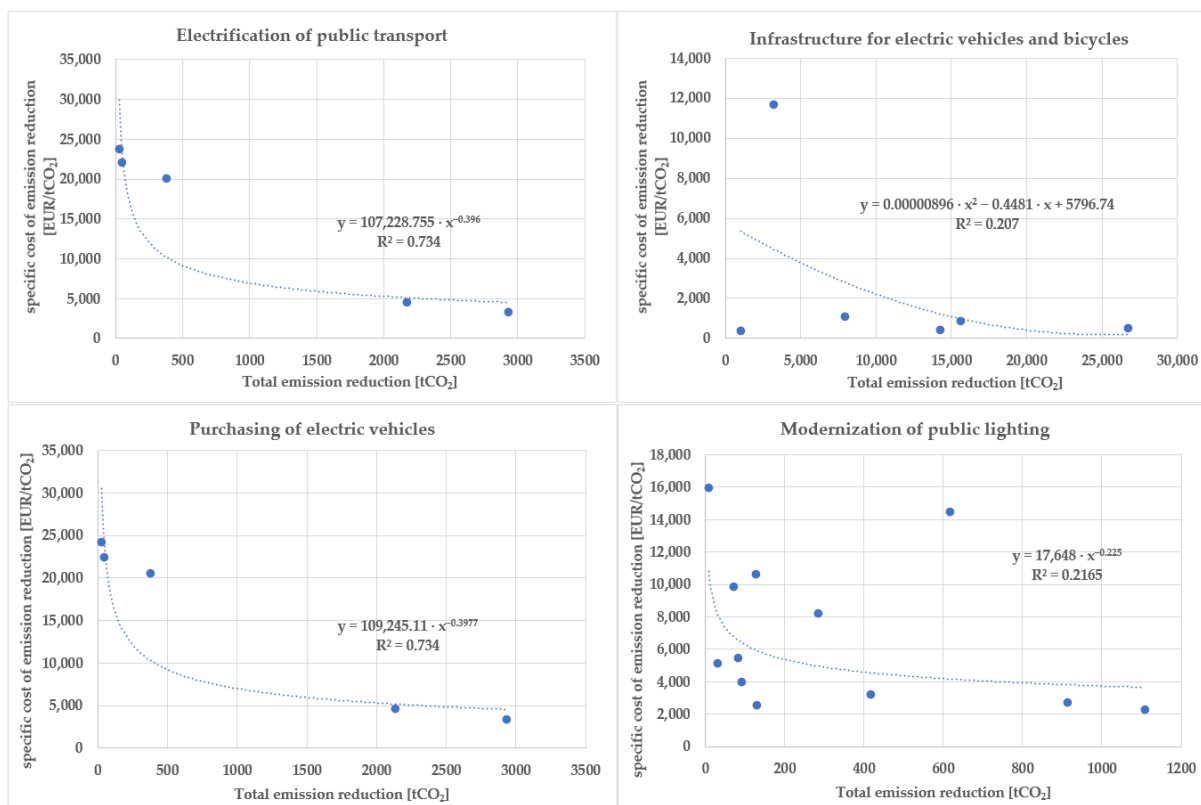 Electrification of public transport
specific cost of emission reduction
[EUR/tCO₂]
35,000
30,000
25,000
20,000
15,000
10,000
5,000
0
y = 107,228.755 · x⁻⁰·³⁹⁶
R² = 0.734
0 500 1000 1500 2000 2500 3000 3500
Total emission reduction [tCO₂]
Infrastructure for electric vehicles and bicycles
specific cost of emission reduction
[EUR/tCO₂]
14,000
12,000
10,000
8,000
6,000
4,000
2,000
0
y = 0.00000896 · x² − 0.4481 · x + 5796.74
R² = 0.207
0 5,000 10,000 15,000 20,000 25,000 30,000
Total emission reduction [tCO₂]
Purchasing of electric vehicles
specific cost of emission reduction [EUR/tCO₂]
35,000
30,000
25,000
20,000
15,000
10,000
5,000
0
y = 109,245.11 · x⁻⁰·³⁹⁷⁷
R² = 0.734
0 500 1000 1500 2000 2500 3000 3500
Total emission reduction [tCO₂]
Modernization of public lighting
specific cost of emission reduction [EUR/tCO₂]
18,000
16,000
14,000
12,000
10,000
8,000
6,000
4,000
2,000
0
y = 17,648 · x⁻⁰·²²⁵
R² = 0.2165
0 200 400 600 800 1000 1200
Total emission reduction [tCO₂]